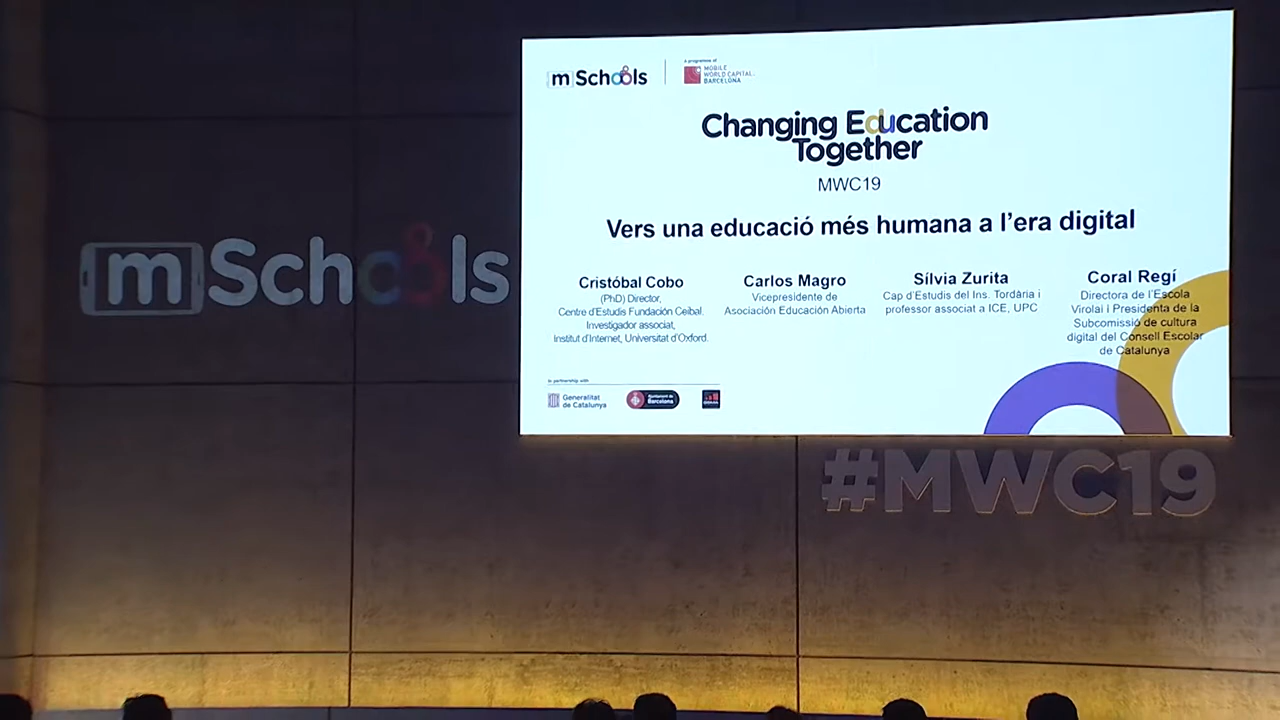 mSchools
A programme of
MOBILE
WORLD CAPITAL
BARCELONA
Changing Education
Together
MWC19
Vers una educació més humana a l'era digital
Cristóbal Cobo
(PhD) Director,
Centre d'Estudis Fundación Ceibal.
Investigador associat,
Institut d'Internet, Universitat d'Oxford.
Carlos Magro
Vicepresidente de
Asociación Educación Abierta
Sílvia Zurita
Cap d'Estudis del Ins. Tordària i
professor associat a ICE, UPC
Coral Regí
Directora de l'Escola
Virolai i Presidenta de la
Subcomissió de cultura
digital del Consell Escolar
de Catalunya
In partnership with
Generalitat
de Catalunya
Ajuntament de
Barcelona
mSchools
#MWC19